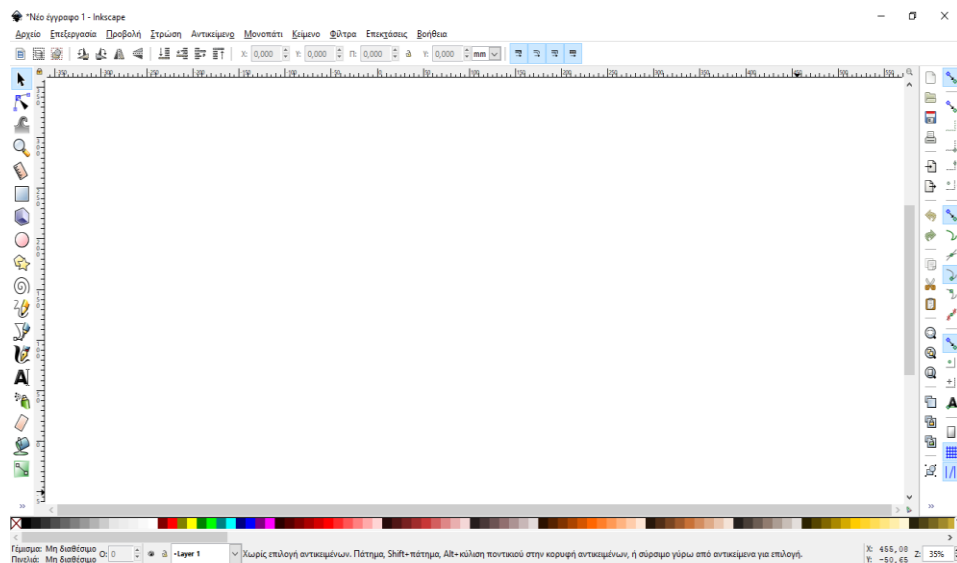 *Νέο έγγραφο 1 - Inkscape
Αρχείο Επεξεργασία Προβολή Στρώση Αντικείμενο Μονοπάτι Κείμενο Φίλτρα Επεκτάσεις Βοήθεια
X: 0,000 Y: 0,000 Π: 0,000 Υ: 0,000 mm
Γέμισμα: Μη διαθέσιμο
Πινελιά: Μη διαθέσιμο
O: 0
-Layer 1
Χωρίς επιλογή αντικειμένων. Πάτημα, Shift+πάτημα, Alt+κύλιση ποντικιού στην κορυφή αντικειμένων, ή σύρσιμο γύρω από αντικείμενα για επιλογή.
X: 455,08
Y: -50,65
Z: 35%